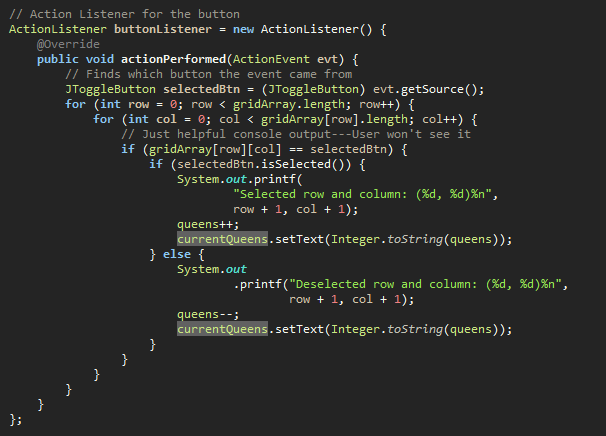 // Action Listener for the button
ActionListener buttonListener = new ActionListener() {
@Override
public void actionPerformed(ActionEvent evt) {
// Finds which button the event came from
JToggleButton selectedBtn = (JToggleButton) evt.getSource();
for (int row = 0; row < gridArray.length; row++) {
for (int col = 0; col < gridArray[row].length; col++) {
// Just helpful console output---User won't see it
if (gridArray[row][col] == selectedBtn) {
if (selectedBtn.isSelected()) {
System.out.printf(
"Selected row and column: (%d, %d)%n",
row + 1, col + 1);
queens++;
currentQueens.setText(Integer.toString(queens));
} else {
System.out
.printf("Deselected row and column: (%d, %d)%n",
row + 1, col + 1);
queens--;
currentQueens.setText(Integer.toString(queens));
}
}
}
}
}
};